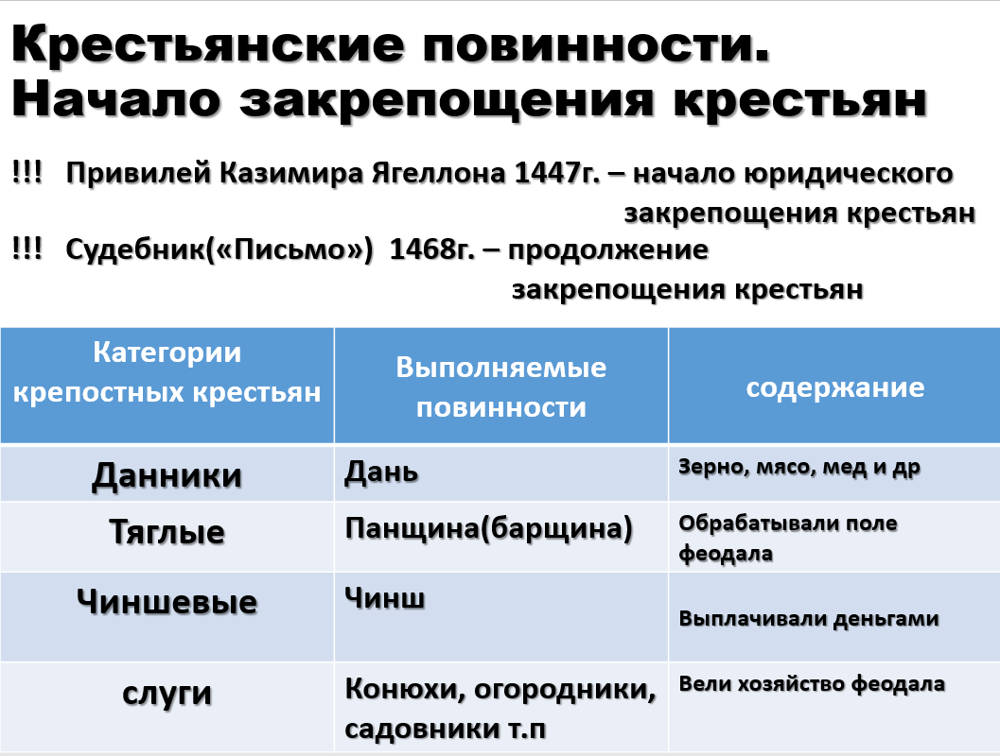 Крестьянские повинности.
Начало закрепощения крестьян
!!! Привилей Казимира Ягеллона 1447г. – начало юридического
закрепощения крестьян
!!! Судебник(«Письмо») 1468г. – продолжение
закрепощения крестьян
Категории
крепостных крестьян
Выполняемые
повинности
содержание
Данники
Дань
Зерно, мясо, мед и др
Тяглые
Панщина(барщина)
Обрабатывали поле
феодала
Чиншевые
Чинш
Выплачивали деньгами
слуги
Конюхи, огородники,
садовники т.п
Вели хозяйство феодала